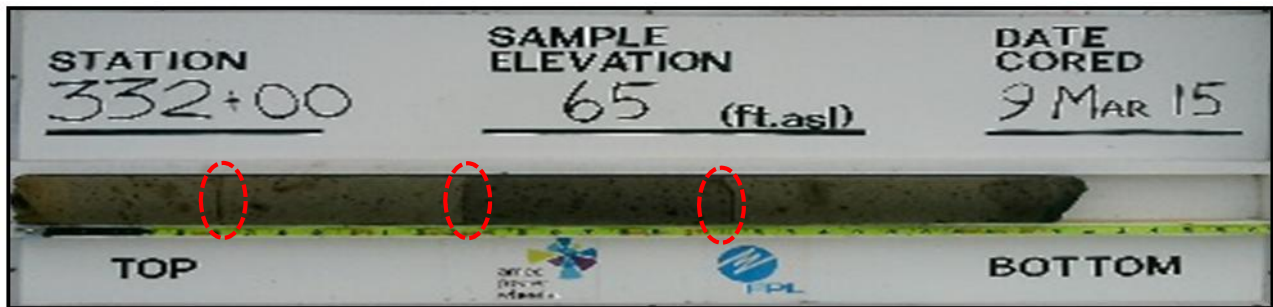 STATION
332+00
SAMPLE
ELEVATION
65 (ft.asl)
DATE
CORED
9 MAR 15
TOP
FPL
BOTTOM